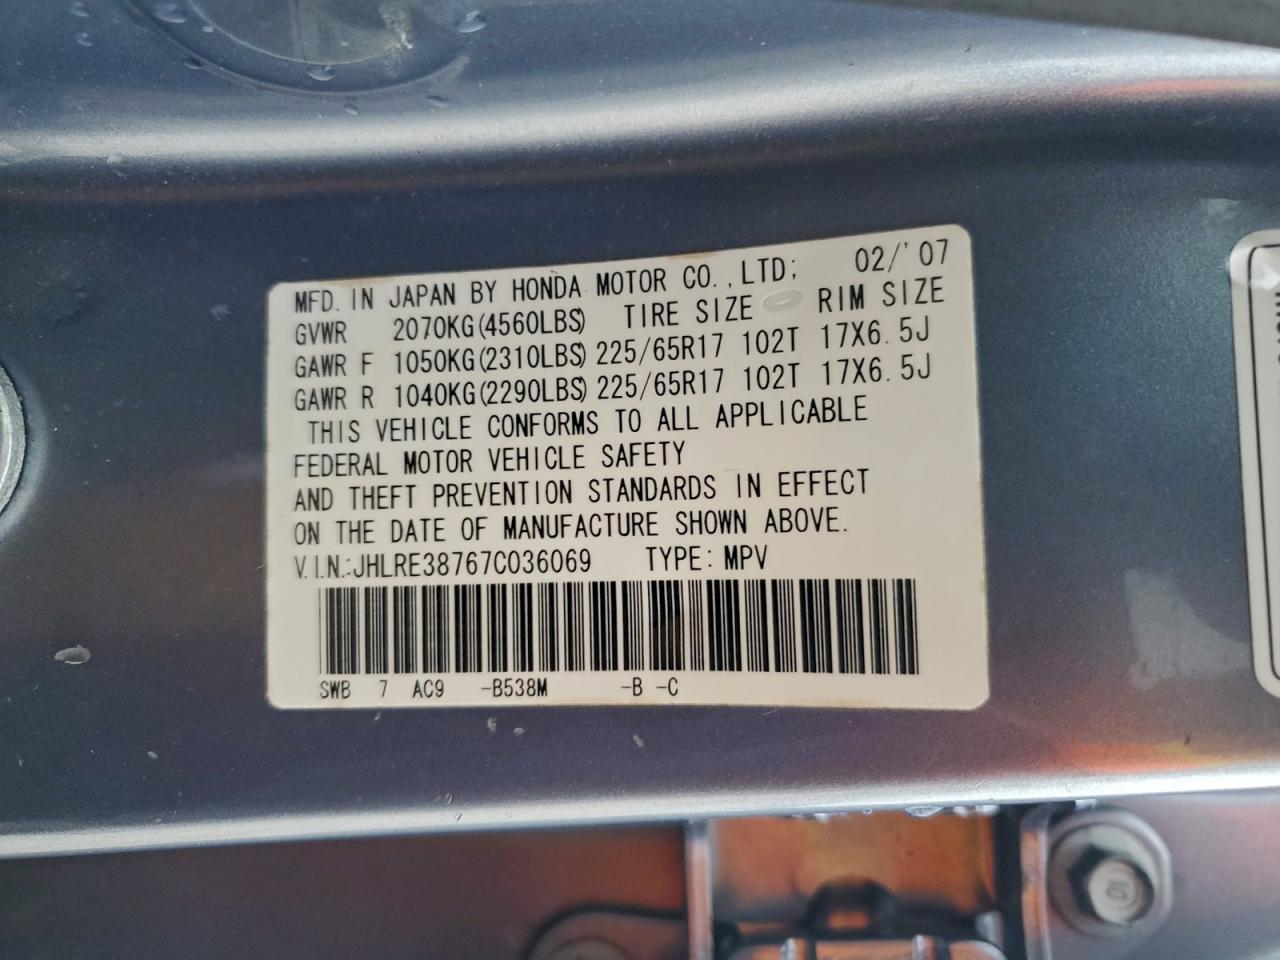 MFD. IN JAPAN BY HONDA MOTOR CO., LTD; 02/'07
GVWR 2070KG(4560LBS) TIRE SIZE RIM SIZE
GAWR F 1050KG(2310LBS) 225/65R17 102T 17X6.5J
GAWR R 1040KG(2290LBS) 225/65R17 102T 17X6.5J
THIS VEHICLE CONFORMS TO ALL APPLICABLE
FEDERAL MOTOR VEHICLE SAFETY
AND THEFT PREVENTION STANDARDS IN EFFECT
ON THE DATE OF MANUFACTURE SHOWN ABOVE.
V.I.N.:JHLRE38767C036069 TYPE: MPV
SWB 7 AC9 -B538M -B -C